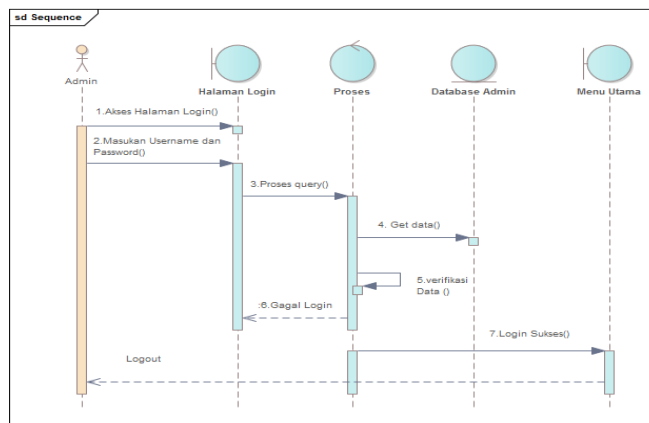 sd Sequence
Admin
Halaman Login
Proses
Database Admin
Menu Utama
1.Akses Halaman Login()
2.Masukan Username dan
Password()
3.Proses query()
4. Get data()
5.verifikasi
Data ()
:6.Gagal Login
7.Login Sukses()
Logout